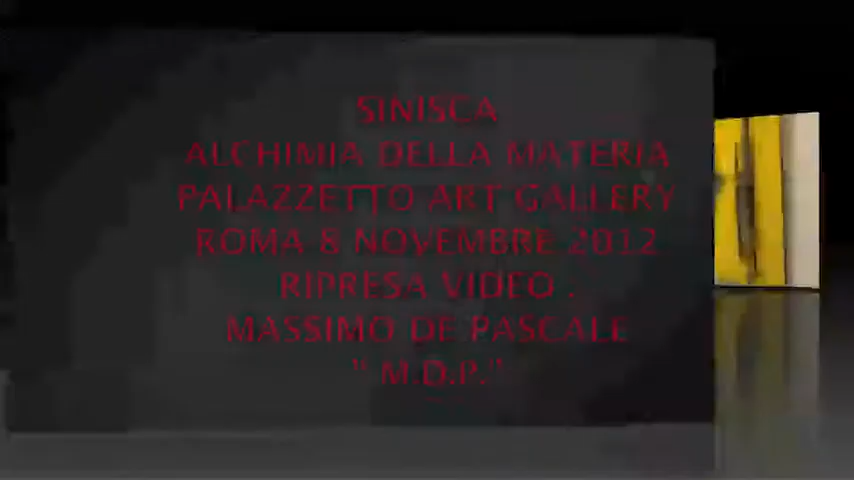 SINISCA
ALCHIMIA DELLA MATERIA
PALAZZETTO ART GALLERY
ROMA 8 NOVEMBRE 2012
RIPRESA VIDEO :
MASSIMO DE PASCALE
" M.D.P."